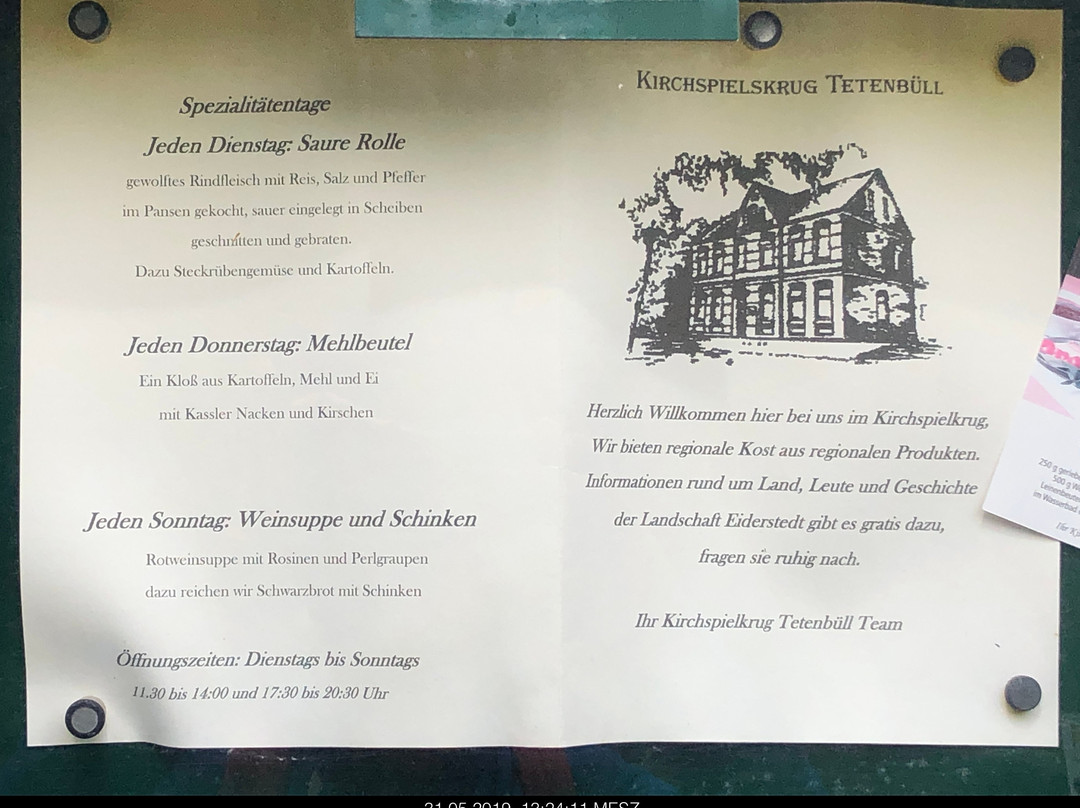 Spezialitätentage
Jeden Dienstag: Saure Rolle
gewolftes Rindfleisch mit Reis, Salz und Pfeffer
im Pansen gekocht, sauer eingelegt in Scheiben
geschnitten und gebraten.
Dazu Steckrübengemüse und Kartoffeln.
Jeden Donnerstag: Mehlbeutel
Ein Kloß aus Kartoffeln, Mehl und Ei
mit Kassler Nacken und Kirschen
Jeden Sonntag: Weinsuppe und Schinken
Rotweinsuppe mit Rosinen und Perlgraupen
dazu reichen wir Schwarzbrot mit Schinken
Öffnungszeiten: Dienstags bis Sonntags
11.30 bis 14:00 und 17:30 bis 20:30 Uhr
KIRCHSPIELSKRUG TETENBÜLL
Herzlich Willkommen hier bei uns im Kirchspielkrug,
Wir bieten regionale Kost aus regionalen Produkten.
Informationen rund um Land, Leute und Geschichte
der Landschaft Eiderstedt gibt es gratis dazu,
fragen sie ruhig nach.
Ihr Kirchspielkrug Tetenbüll Team
250 g
500 g
im Wasserbad
Ihr